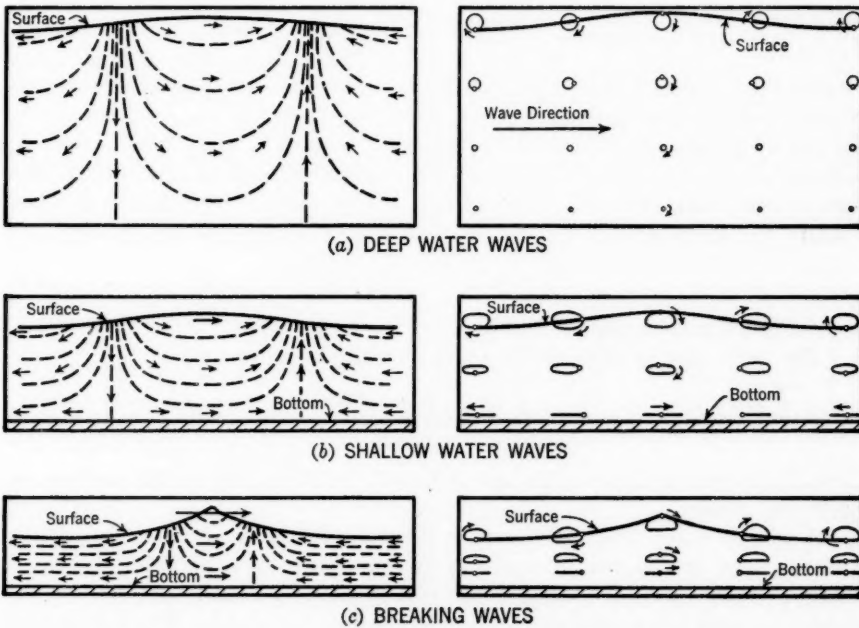 Surface
Surface
Wave Direction
(a) DEEP WATER WAVES
Surface
Bottom
Surface
Bottom
(b) SHALLOW WATER WAVES
Surface
Bottom
Surface
Bottom
(c) BREAKING WAVES